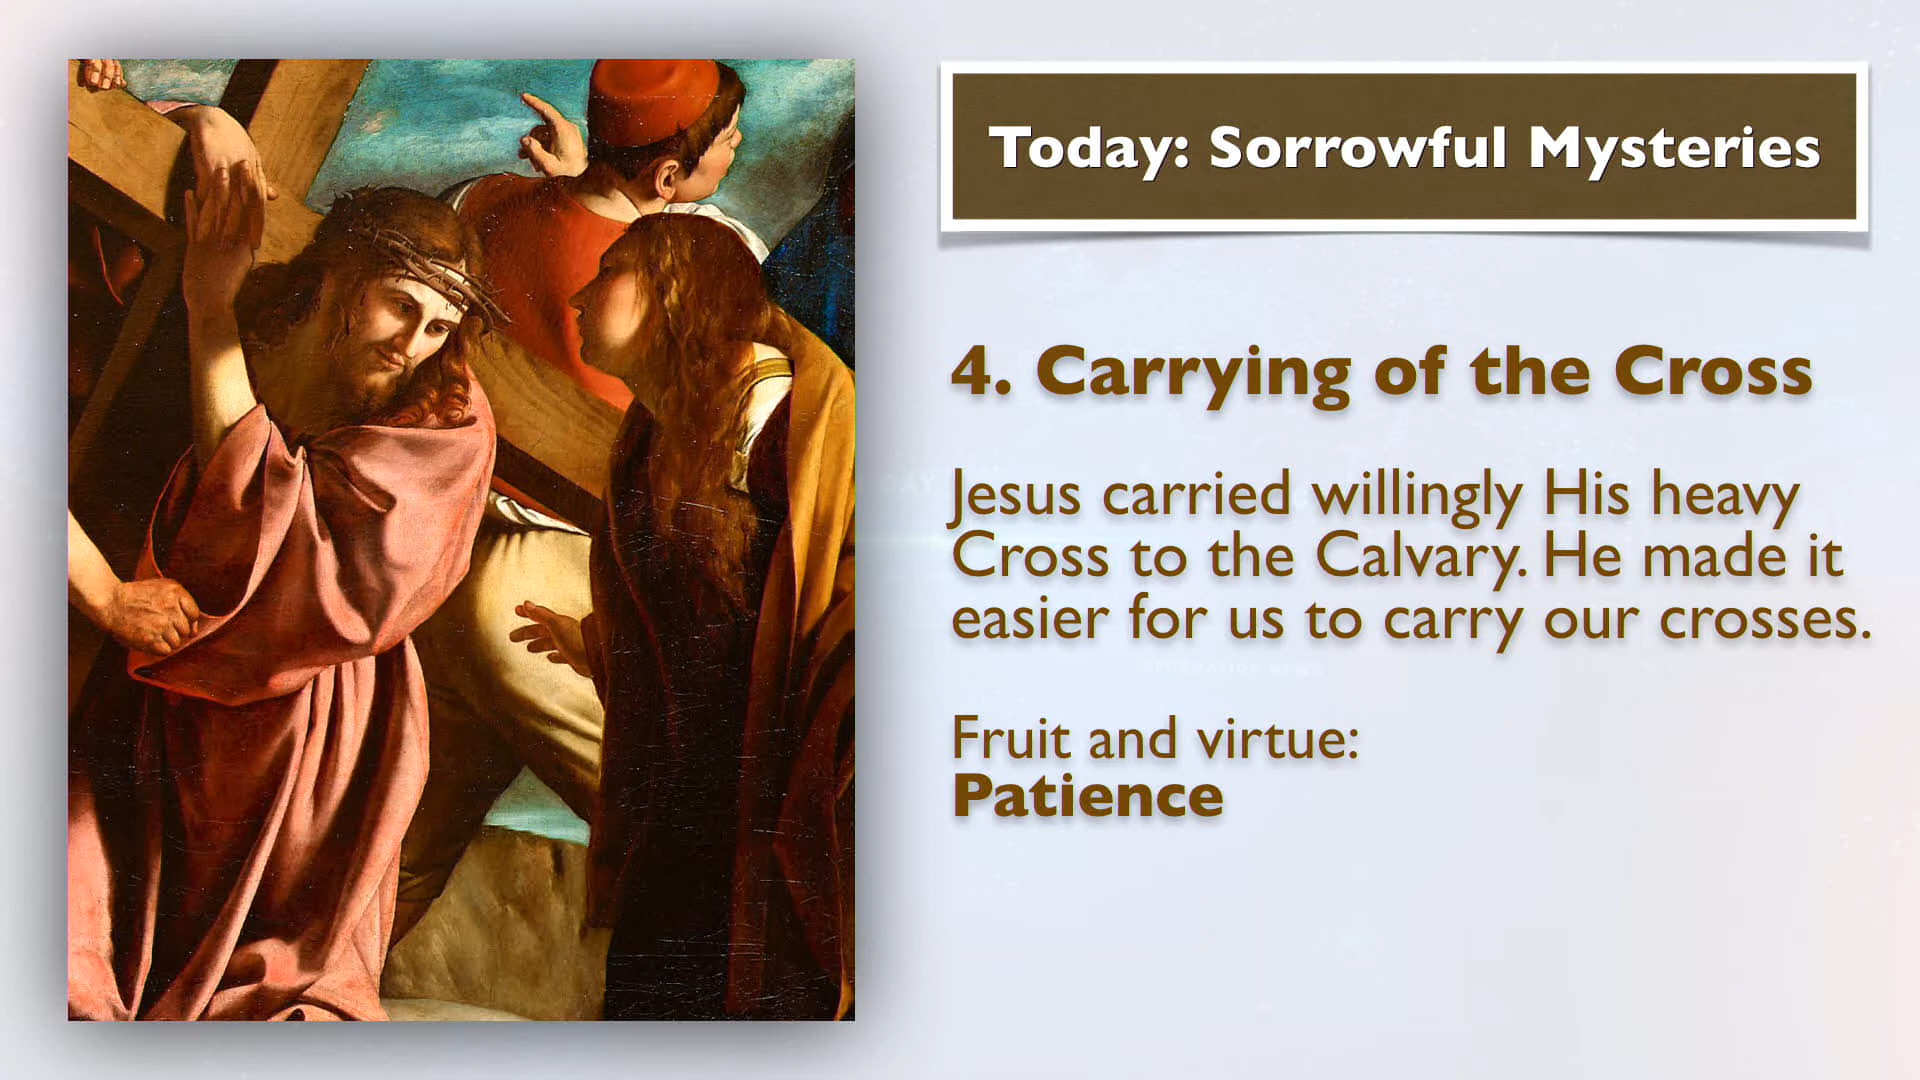 Today: Sorrowful Mysteries
4. Carrying of the Cross
Jesus carried willingly His heavy
Cross to the Calvary. He made it
easier for us to carry our crosses.
Fruit and virtue:
Patience